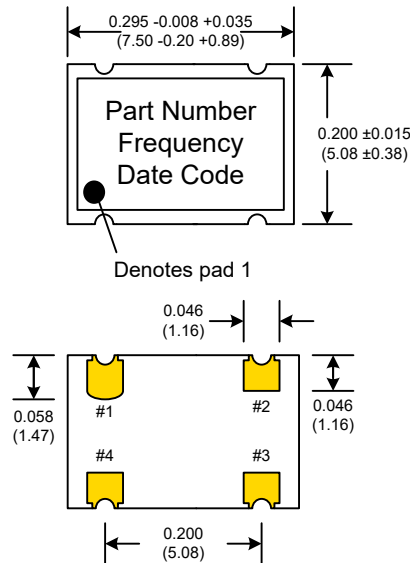 0.295 -0.008 +0.035
(7.50 -0.20 +0.89)
Part Number
Frequency
Date Code
0.200 ±0.015
(5.08 ±0.38)
Denotes pad 1
0.046
(1.16)
0.058
(1.47)
#1
#2
0.046
(1.16)
#4
#3
0.200
(5.08)